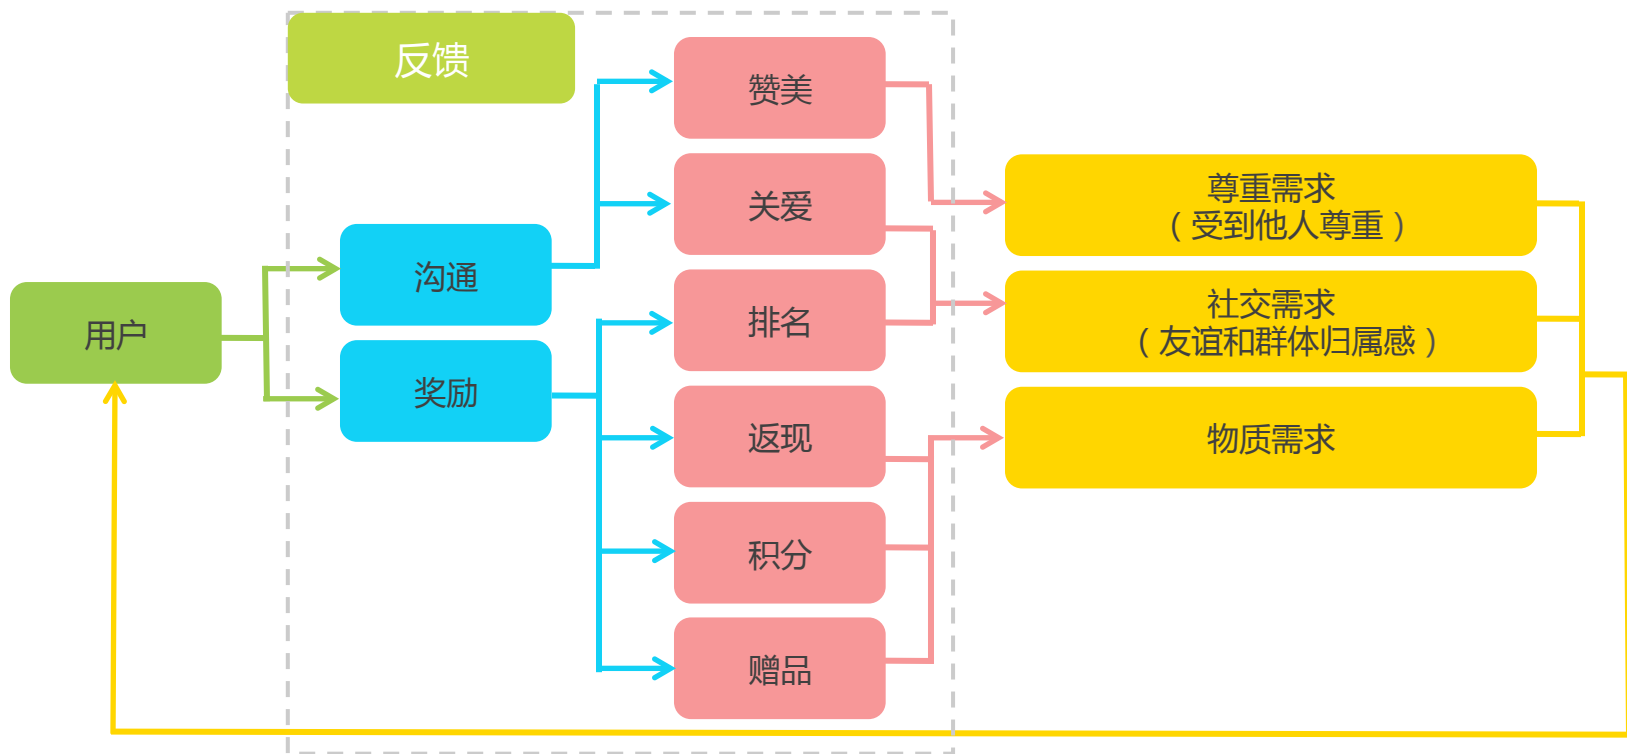 反馈
用户
沟通
奖励
赞美
关爱
排名
返现
积分
赠品
尊重需求
（受到他人尊重）
社交需求
（友谊和群体归属感）
物质需求